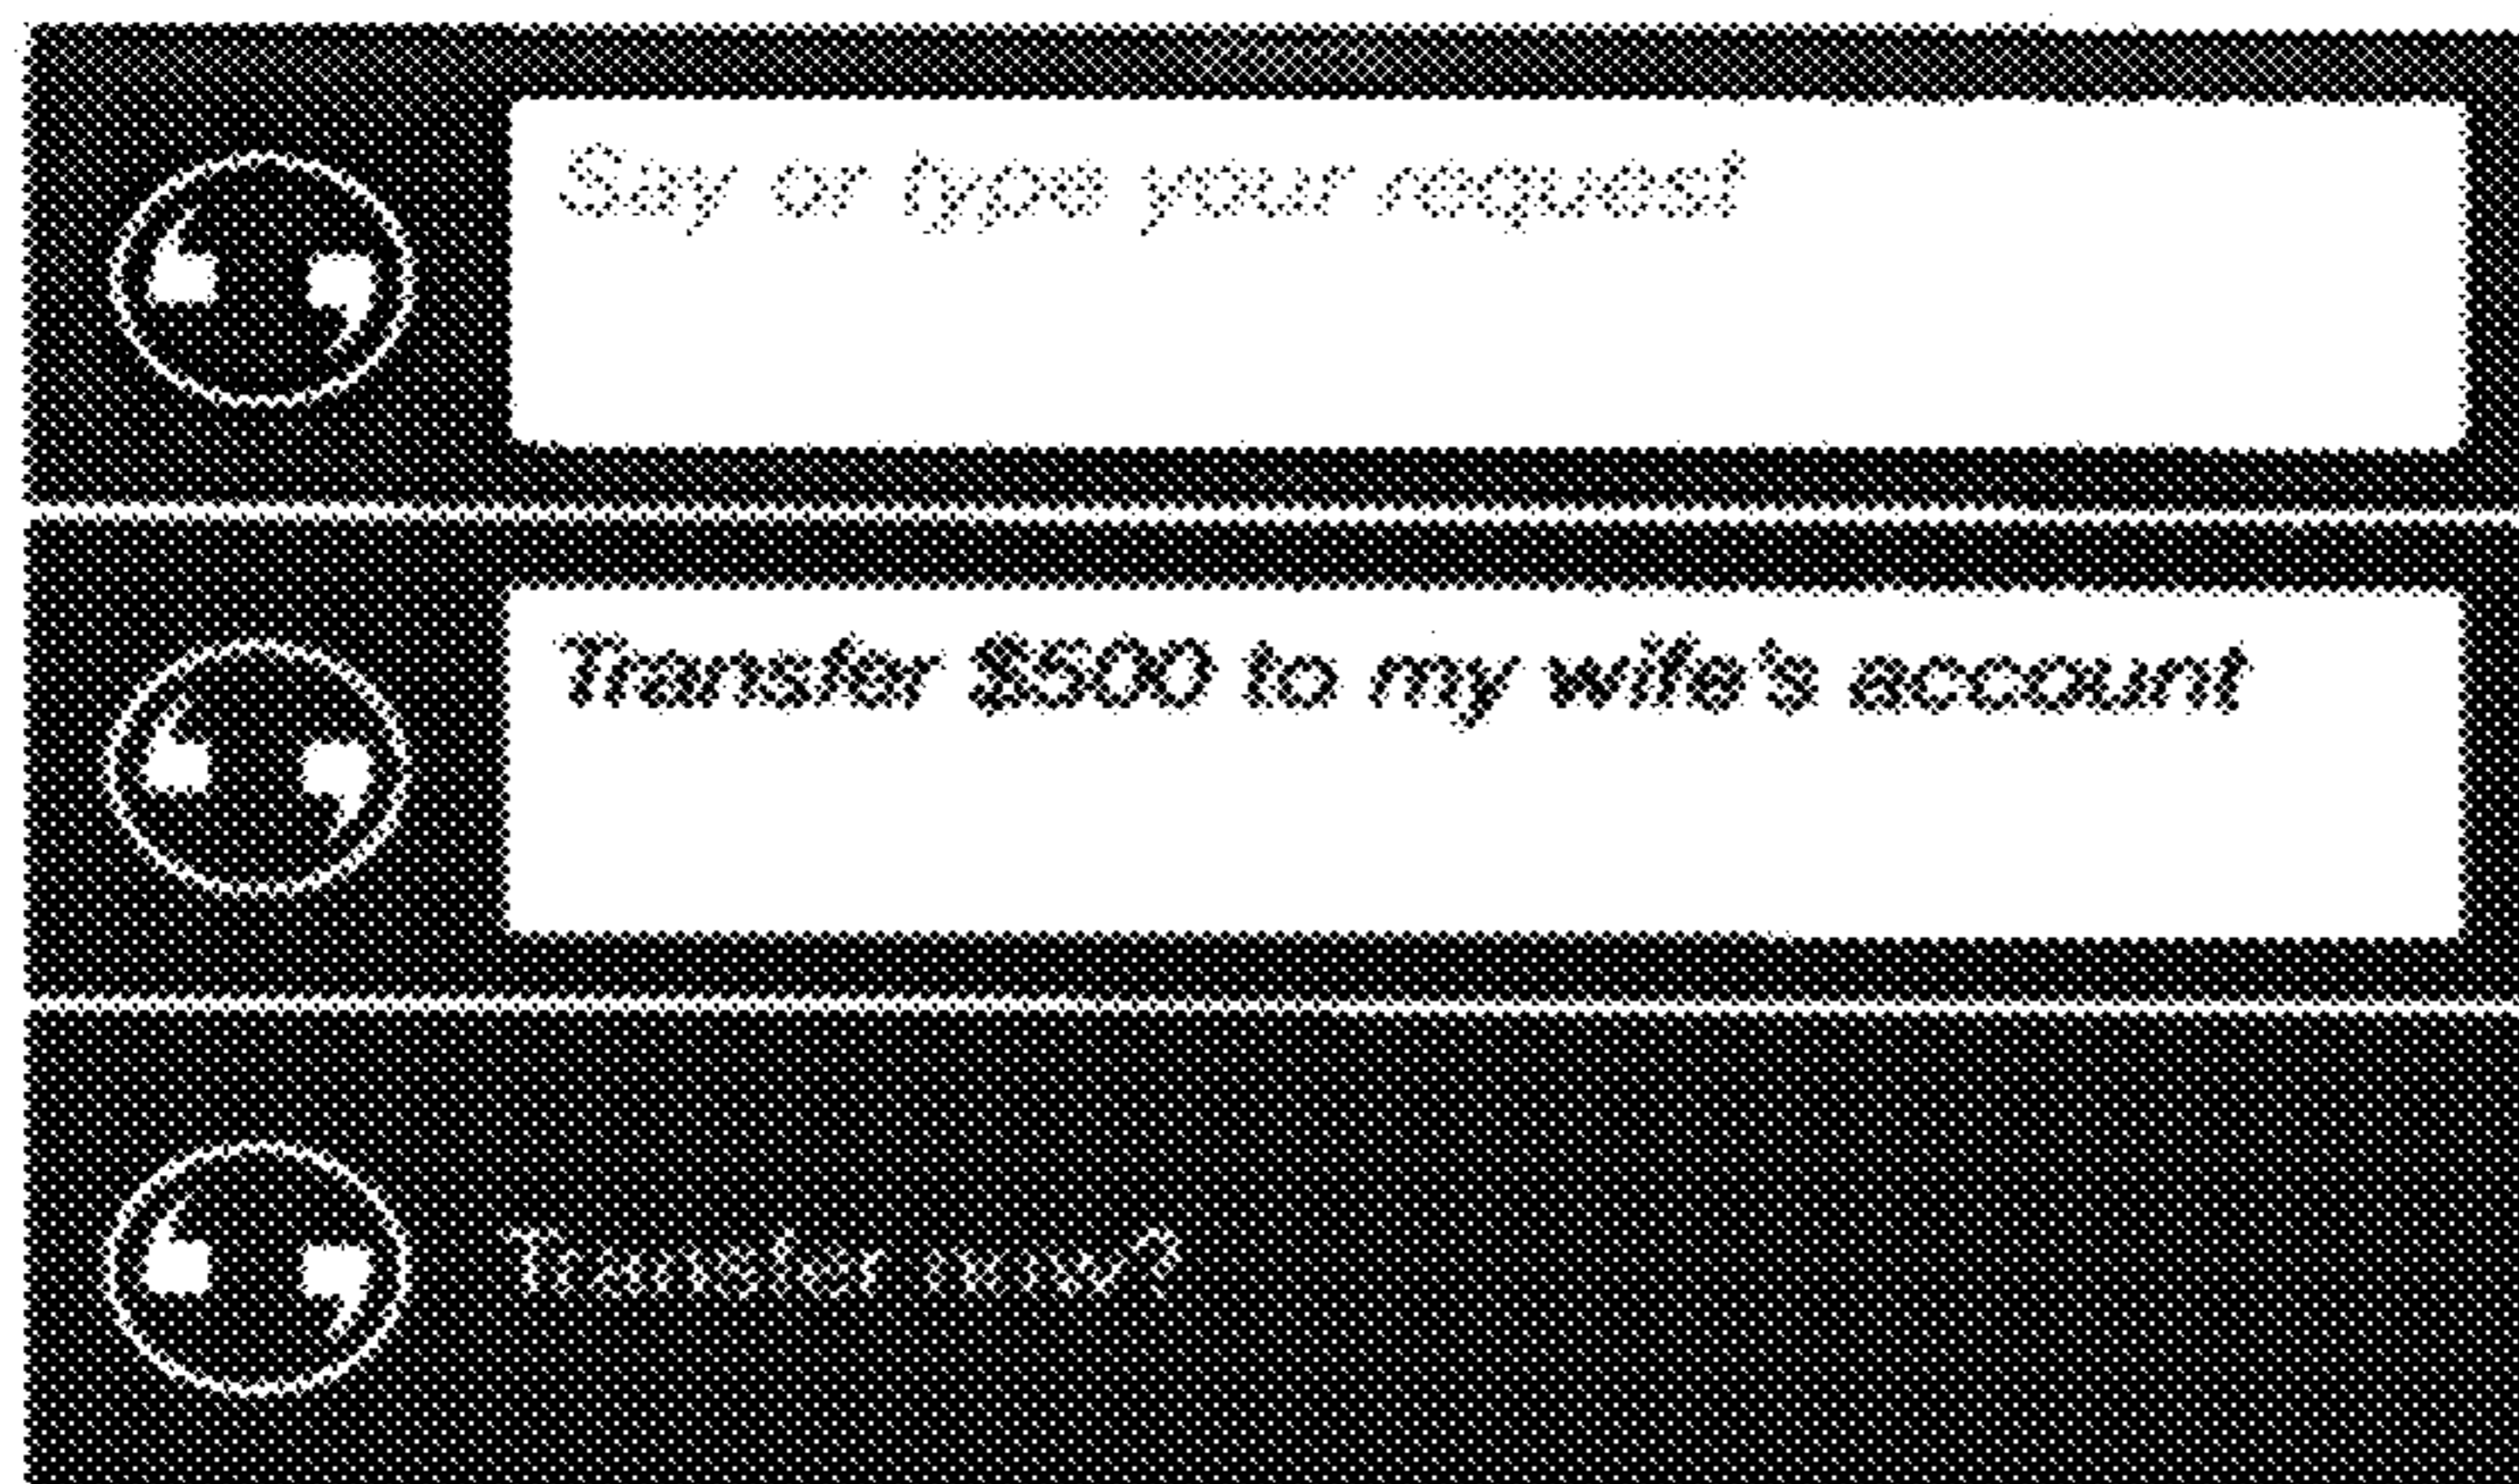 Say or type your request
Transfer $500 to my wife's account
Transfer now?